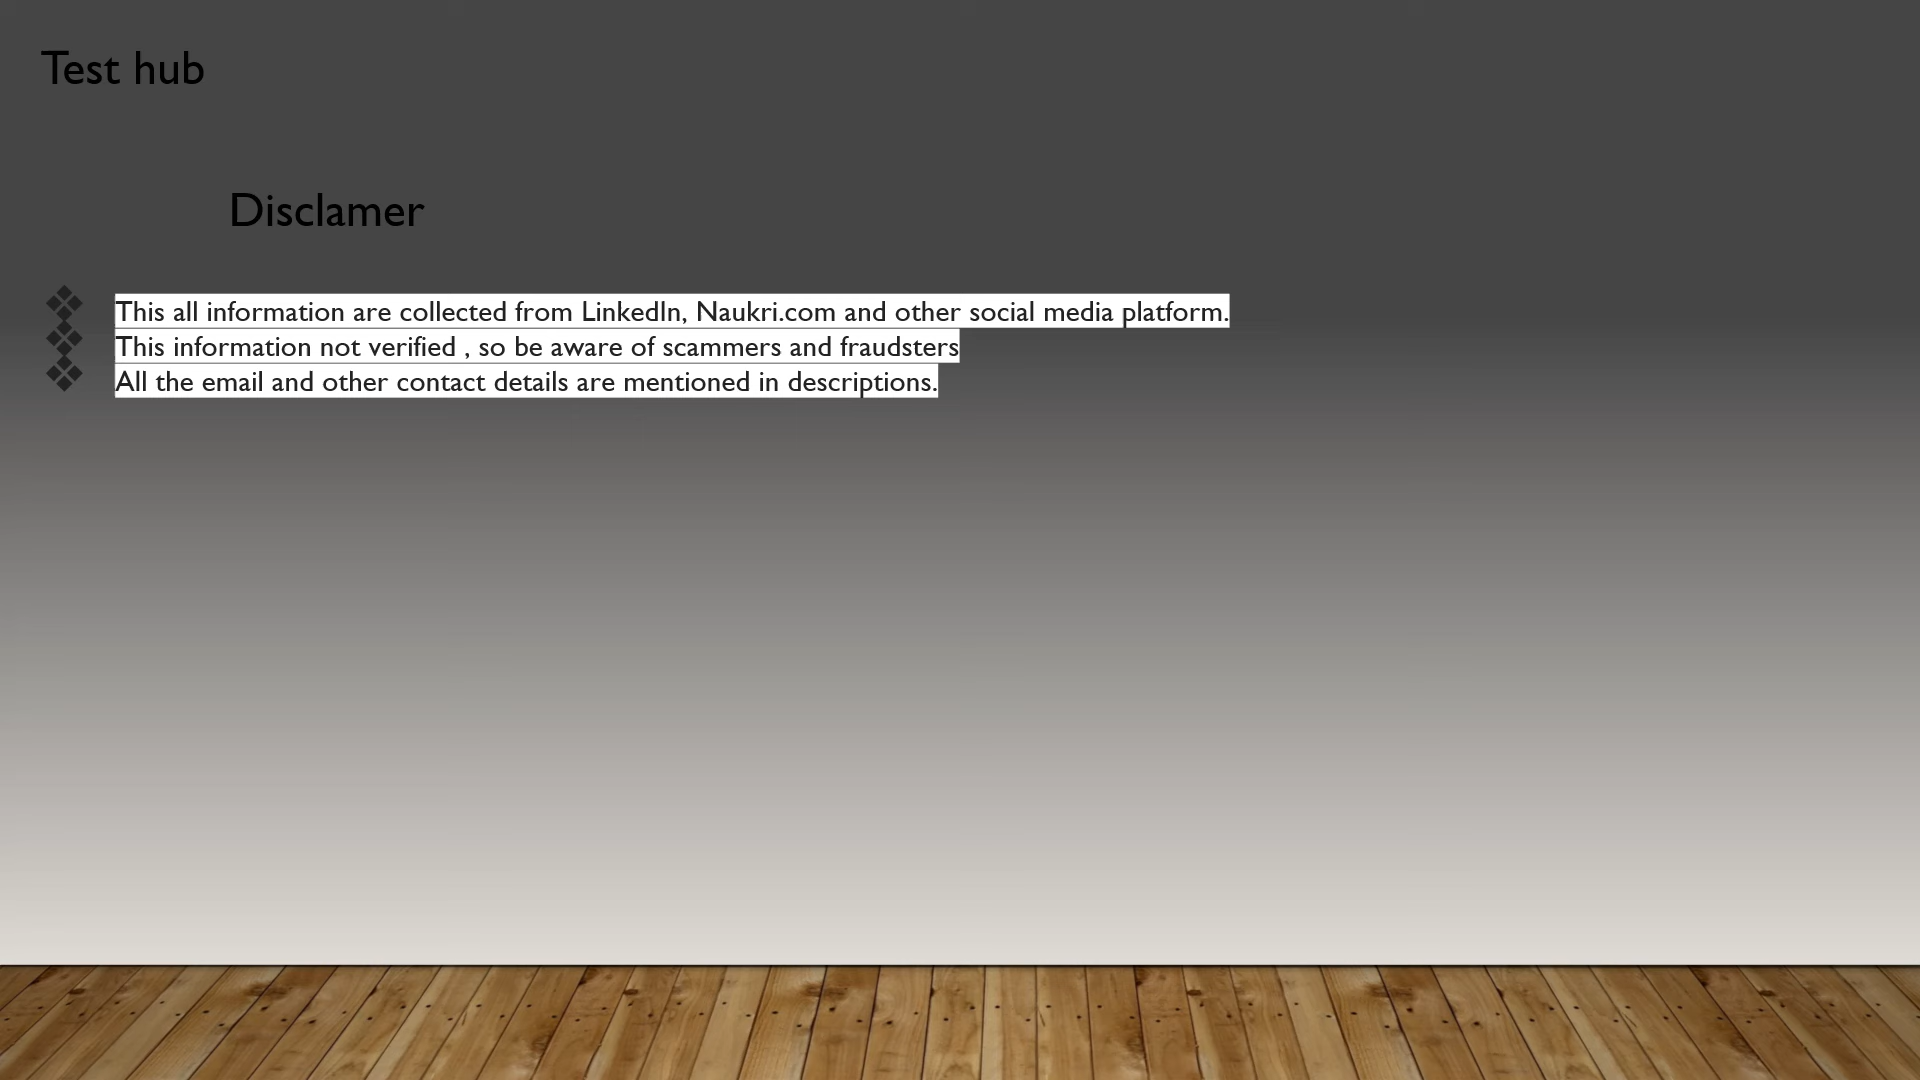 Test hub
Disclamer
This all information are collected from LinkedIn, Naukri.com and other social media platform.
This information not verified , so be aware of scammers and fraudsters
All the email and other contact details are mentioned in descriptions.